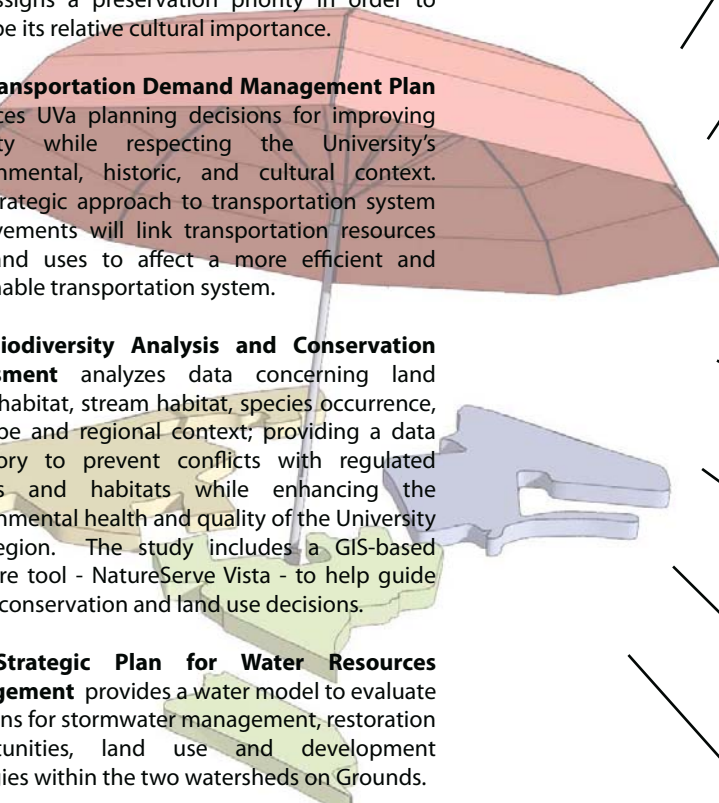 ssigns a preservation priority in order to
be its relative cultural importance.
ansportation Demand Management Plan
ces UVa planning decisions for improving
ty while respecting the University’s
nmental, historic, and cultural context.
rategic approach to transportation system
vements will link transportation resources
and uses to affect a more efficient and
nable transportation system.
iodiversity Analysis and Conservation
sment analyzes data concerning land
habitat, stream habitat, species occurrence,
pe and regional context; providing a data
ory to prevent conflicts with regulated
s and habitats while enhancing the
nmental health and quality of the University
egion. The study includes a GIS-based
re tool - NatureServe Vista - to help guide
conservation and land use decisions.
Strategic Plan for Water Resources
gement provides a water model to evaluate
ns for stormwater management, restoration
tunities, land use and development
gies within the two watersheds on Grounds.